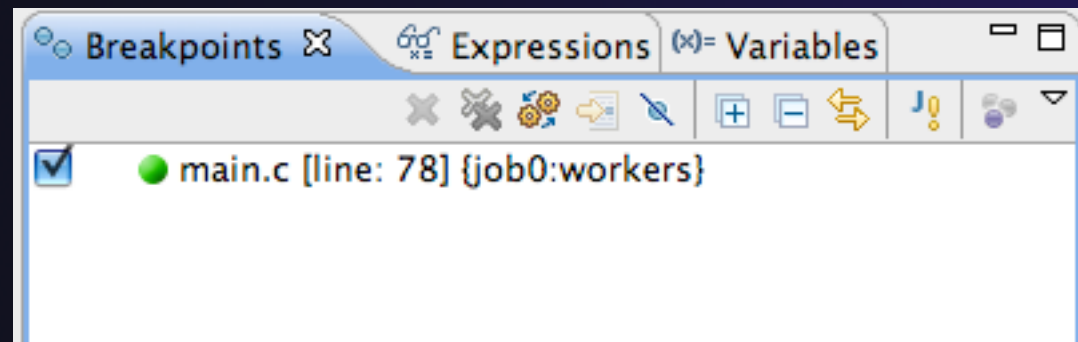 Breakpoints Expressions (x)= Variables
main.c [line: 78] {job0:workers}